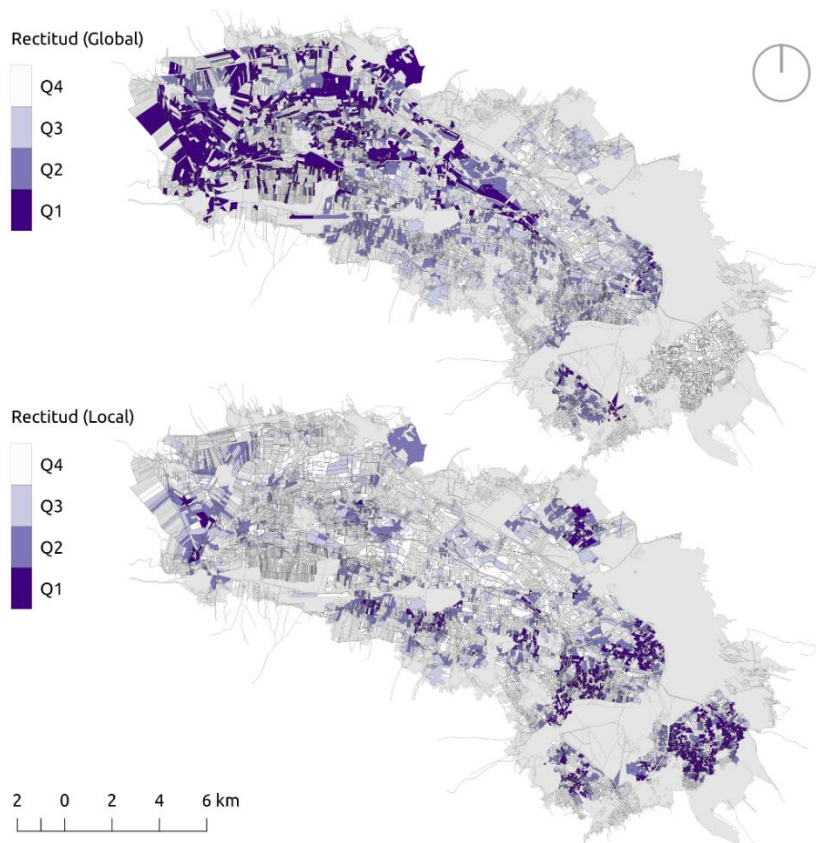 Rectitud (Global)
Q4
Q3
Q2
Q1
Rectitud (Local)
Q4
Q3
Q2
Q1
2 0 2 4 6 km